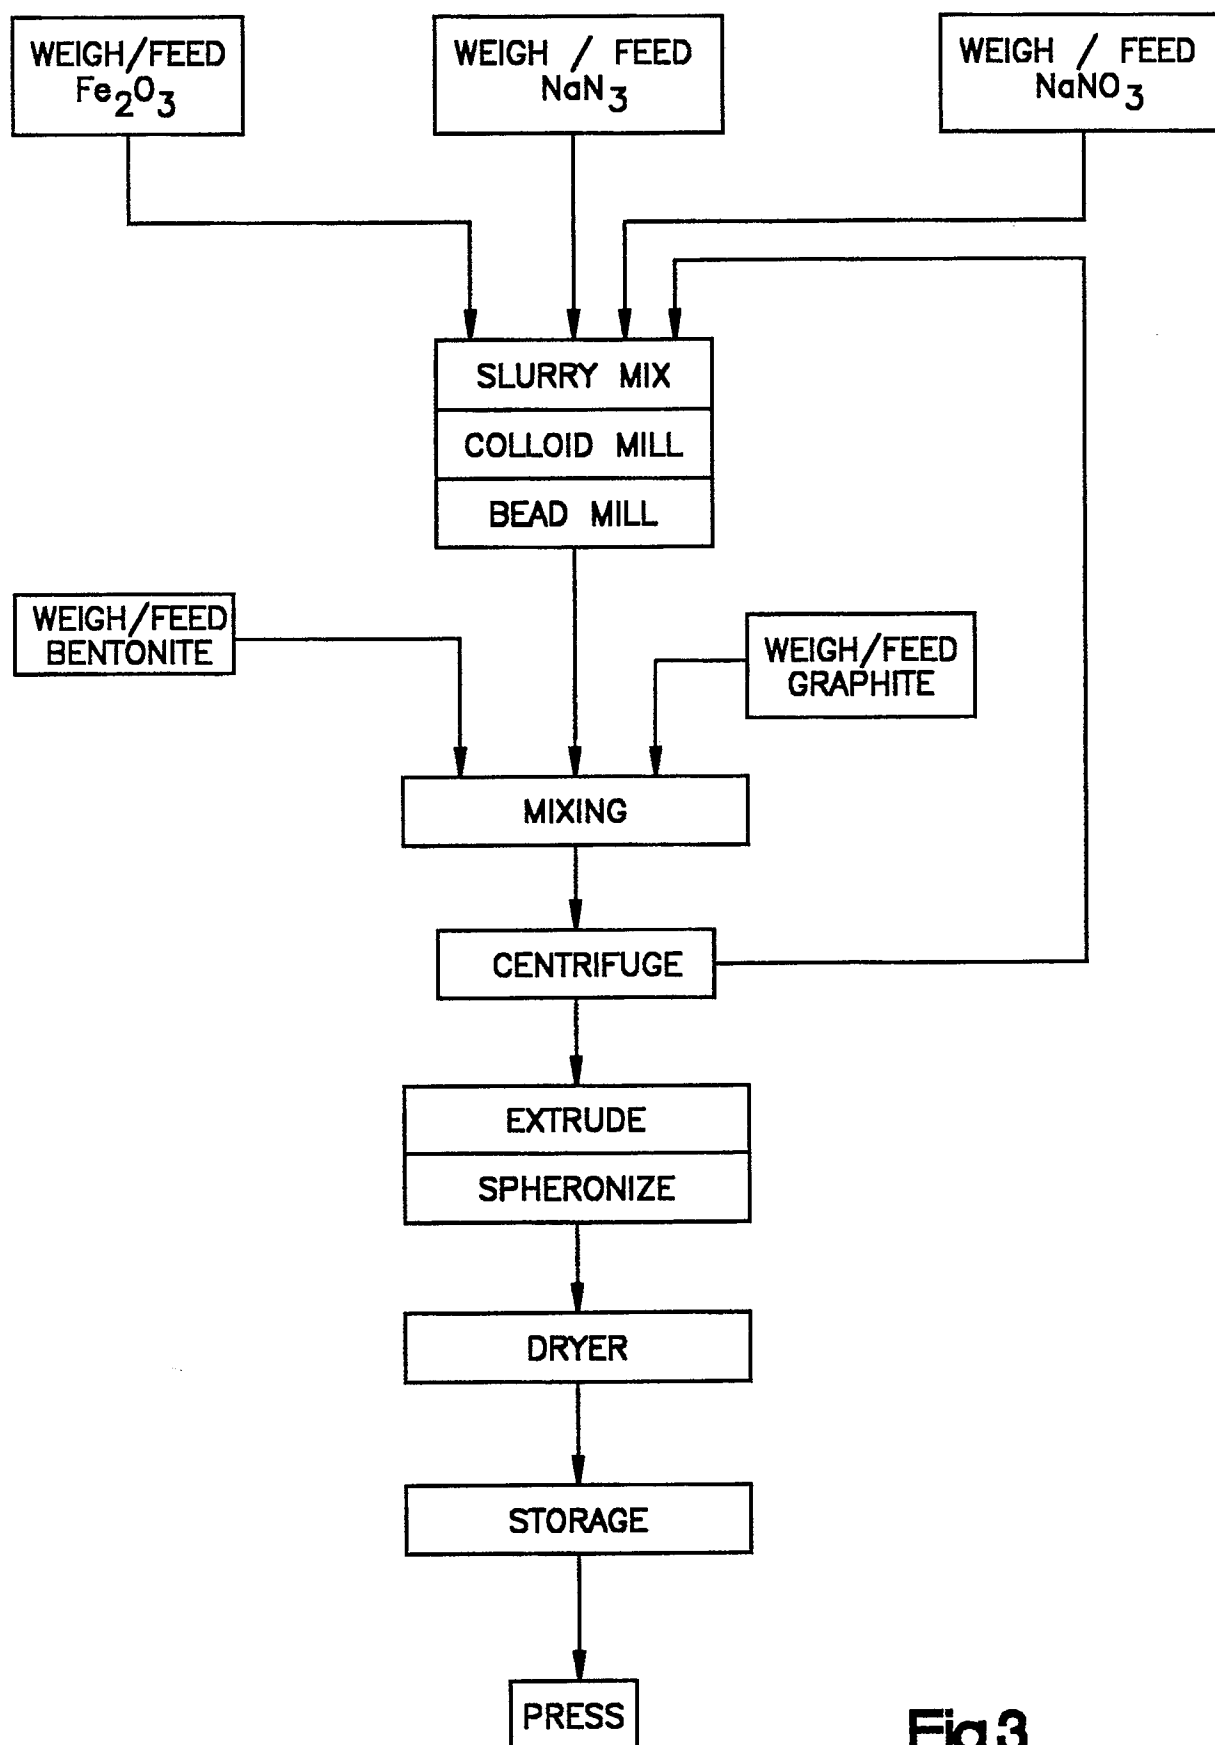 WEIGH/FEED
Fe2O3
WEIGH / FEED
NaN3
WEIGH / FEED
NaNO3
SLURRY MIX
COLLOID MILL
BEAD MILL
WEIGH/FEED
BENTONITE
WEIGH/FEED
GRAPHITE
MIXING
CENTRIFUGE
EXTRUDE
SPHERONIZE
DRYER
STORAGE
PRESS
Fig.3